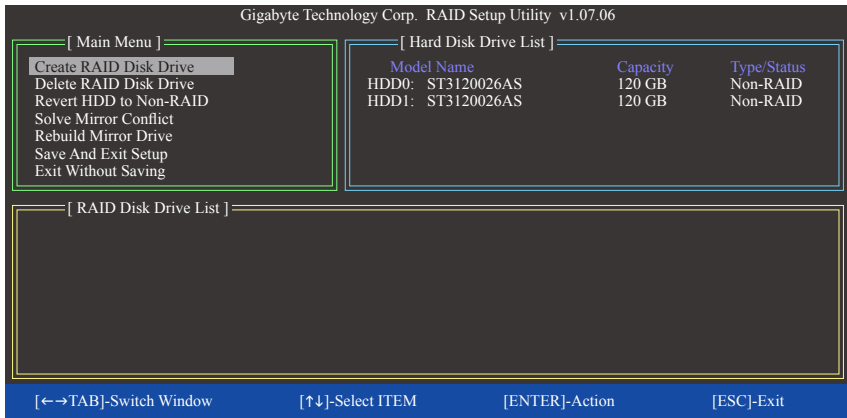 Gigabyte Technology Corp. RAID Setup Utility v1.07.06
[ Main Menu ]
Create RAID Disk Drive
Delete RAID Disk Drive
Revert HDD to Non-RAID
Solve Mirror Conflict
Rebuild Mirror Drive
Save And Exit Setup
Exit Without Saving
[ Hard Disk Drive List ]
Model Name Capacity Type/Status
HDD0: ST3120026AS 120 GB Non-RAID
HDD1: ST3120026AS 120 GB Non-RAID
[ RAID Disk Drive List ]
[←→TAB]-Switch Window [↑↓]-Select ITEM [ENTER]-Action [ESC]-Exit